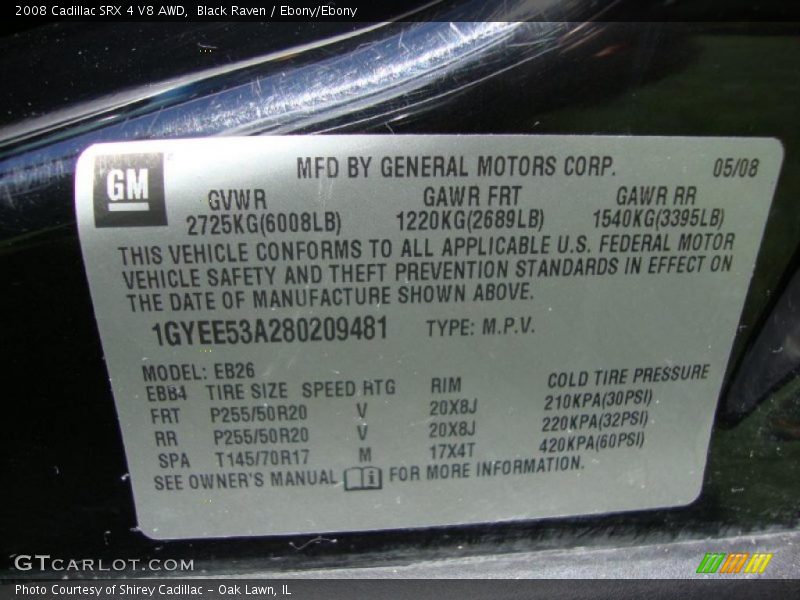 2008 Cadillac SRX 4 V8 AWD,  Black Raven / Ebony/Ebony
GM
MFD BY GENERAL MOTORS CORP. 05/08
GVWR GAWR FRT GAWR RR
2725KG(6008LB) 1220KG(2689LB) 1540KG(3395LB)
THIS VEHICLE CONFORMS TO ALL APPLICABLE U.S. FEDERAL MOTOR
VEHICLE SAFETY AND THEFT PREVENTION STANDARDS IN EFFECT ON
THE DATE OF MANUFACTURE SHOWN ABOVE.
1GYEE53A280209481 TYPE: M.P.V.
MODEL: EB26
EBB4 TIRE SIZE SPEED RTG RIM COLD TIRE PRESSURE
FRT P255/50R20 V 20X8J 210KPA(30PSI)
RR P255/50R20 V 20X8J 220KPA(32PSI)
SPA T145/70R17 M 17X4T 420KPA(60PSI)
SEE OWNER'S MANUAL i FOR MORE INFORMATION.
GTCARLOT.COM
Photo Courtesy of Shirey Cadillac - Oak Lawn, IL